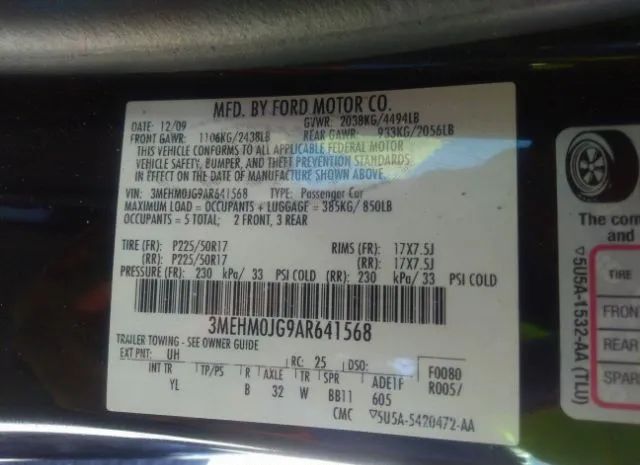 MFD. BY FORD MOTOR CO.
DATE: 12/09 GVWR: 2038KG/4494LB
FRONT GAWR: 1106KG/2438LB REAR GAWR: 933KG/2056LB
THIS VEHICLE CONFORMS TO ALL APPLICABLE FEDERAL MOTOR
VEHICLE SAFETY, BUMPER, AND THEFT PREVENTION STANDARDS
IN EFFECT ON THE DATE OF MANUFACTURE SHOWN ABOVE.
VIN: 3MEHM0JG9AR641568 TYPE: Passenger Car
MAXIMUM LOAD = OCCUPANTS + LUGGAGE = 385KG/850LB
OCCUPANTS = 5 TOTAL; 2 FRONT, 3 REAR
TIRE (FR): P225/50R17 RIMS (FR): 17X7.5J
(RR): P225/50R17 (RR): 17X7.5J
PRESSURE (FR): 230 kPa/ 33 PSI COLD (RR): 230 kPa/ 33 PSI COLD
3MEHM0JG9AR641568
TRAILER TOWING - SEE OWNER GUIDE
EXT PNT: UH RC: 25 DSO: F0080
INT TR TP/PS R AXLE TR SPR ADE1F R005/
YL B 32 W BB11 605
CMC 5U5A-5420472-AA
5U5A-1532-AA (TLU)
The com
and
TIRE
FRON
REAR
SPAR